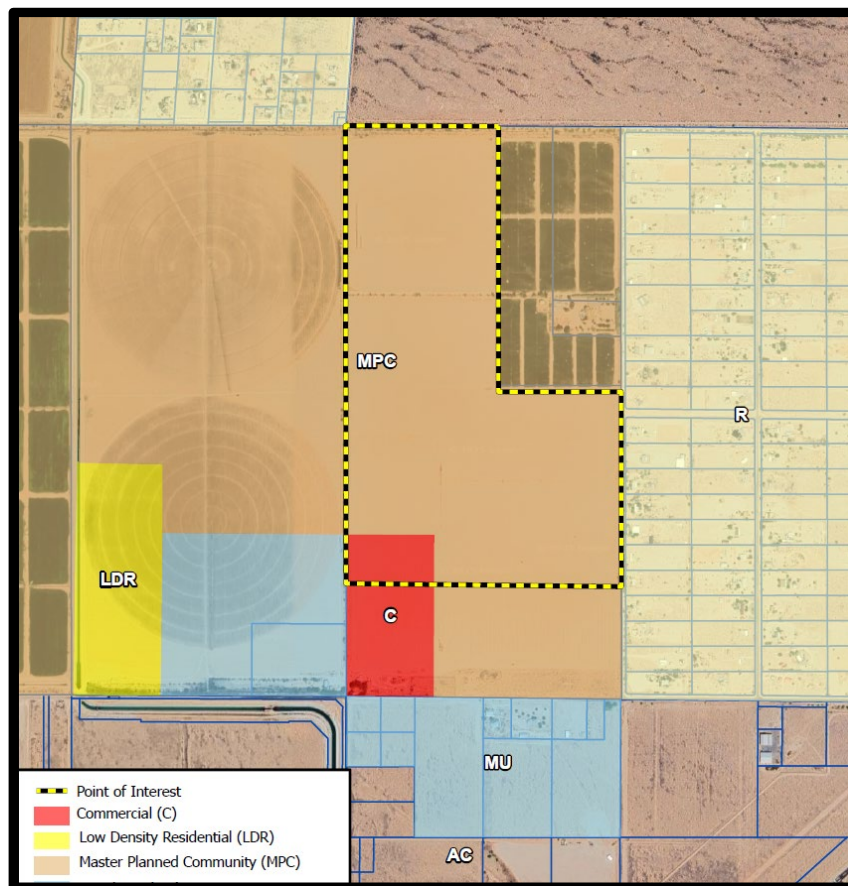 MPC
R
LDR
C
MU
AC
Point of Interest
Commercial (C)
Low Density Residential (LDR)
Master Planned Community (MPC)